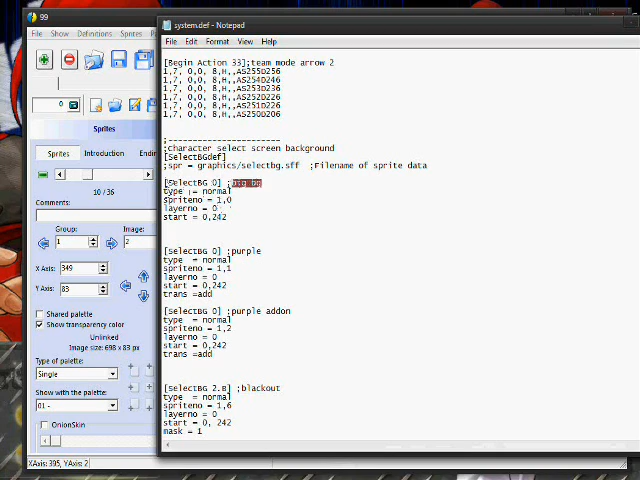 99
File Show Definitions Sprites
0
Sprites
Sprites Introduction
10 / 36
Comments:
Group: Image:
1 2
X Axis: 349
Y Axis: 83
Shared palette
Show transparency color
Unlinked
Image size: 698 x 83 px
Type of palette:
Single
Show with the palette:
01 -
OnionSkin
XAxis: 395, YAxis: 2
system.def - Notepad
File Edit Format View Help
[Begin Action 33];team mode arrow 2
1,7, 0,0, 8,H,,AS255D256
1,7, 0,0, 8,H,,AS254D246
1,7, 0,0, 8,H,,AS253D236
1,7, 0,0, 8,H,,AS252D226
1,7, 0,0, 8,H,,AS251D226
1,7, 0,0, 8,H,,AS250D206
;-----------------------
;character select screen background
[SelectBGdef]
;spr = graphics/selectbg.sff ;Filename of sprite data
[SelectBG 0] ;big bg
type = normal
spriteno = 1,0
layerno = 0
start = 0,242
[SelectBG 0] ;purple
type = normal
spriteno = 1,1
layerno = 0
start = 0,242
trans =add
[SelectBG 0] ;purple addon
type = normal
spriteno = 1,2
layerno = 0
start = 0,242
trans =add
[SelectBG 2.B] ;blackout
type = normal
spriteno = 1,6
layerno = 0
start = 0, 242
mask = 1